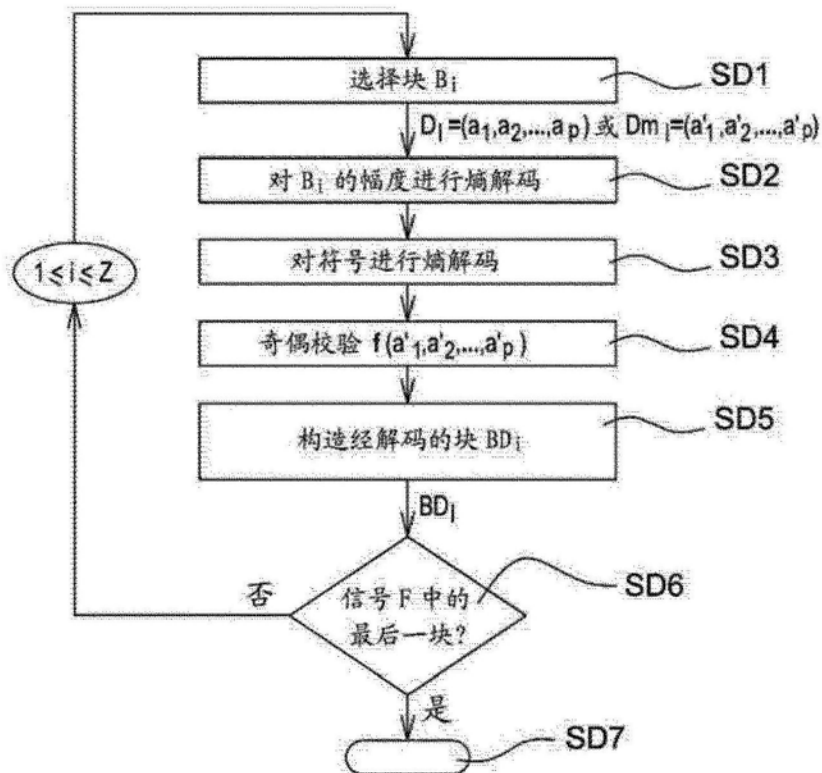 选择块 Bi
SD1
Di=(a1,a2,...,ap) 或 Dmi=(a'1,a'2,...,a'p)
对 Bi 的幅度进行熵解码
SD2
对符号进行熵解码
SD3
1≤i≤Z
奇偶校验 f(a'1,a'2,...,a'p)
SD4
构造经解码的块 BDi
SD5
BDi
信号 F 中的
最后一块?
SD6
否
是
SD7